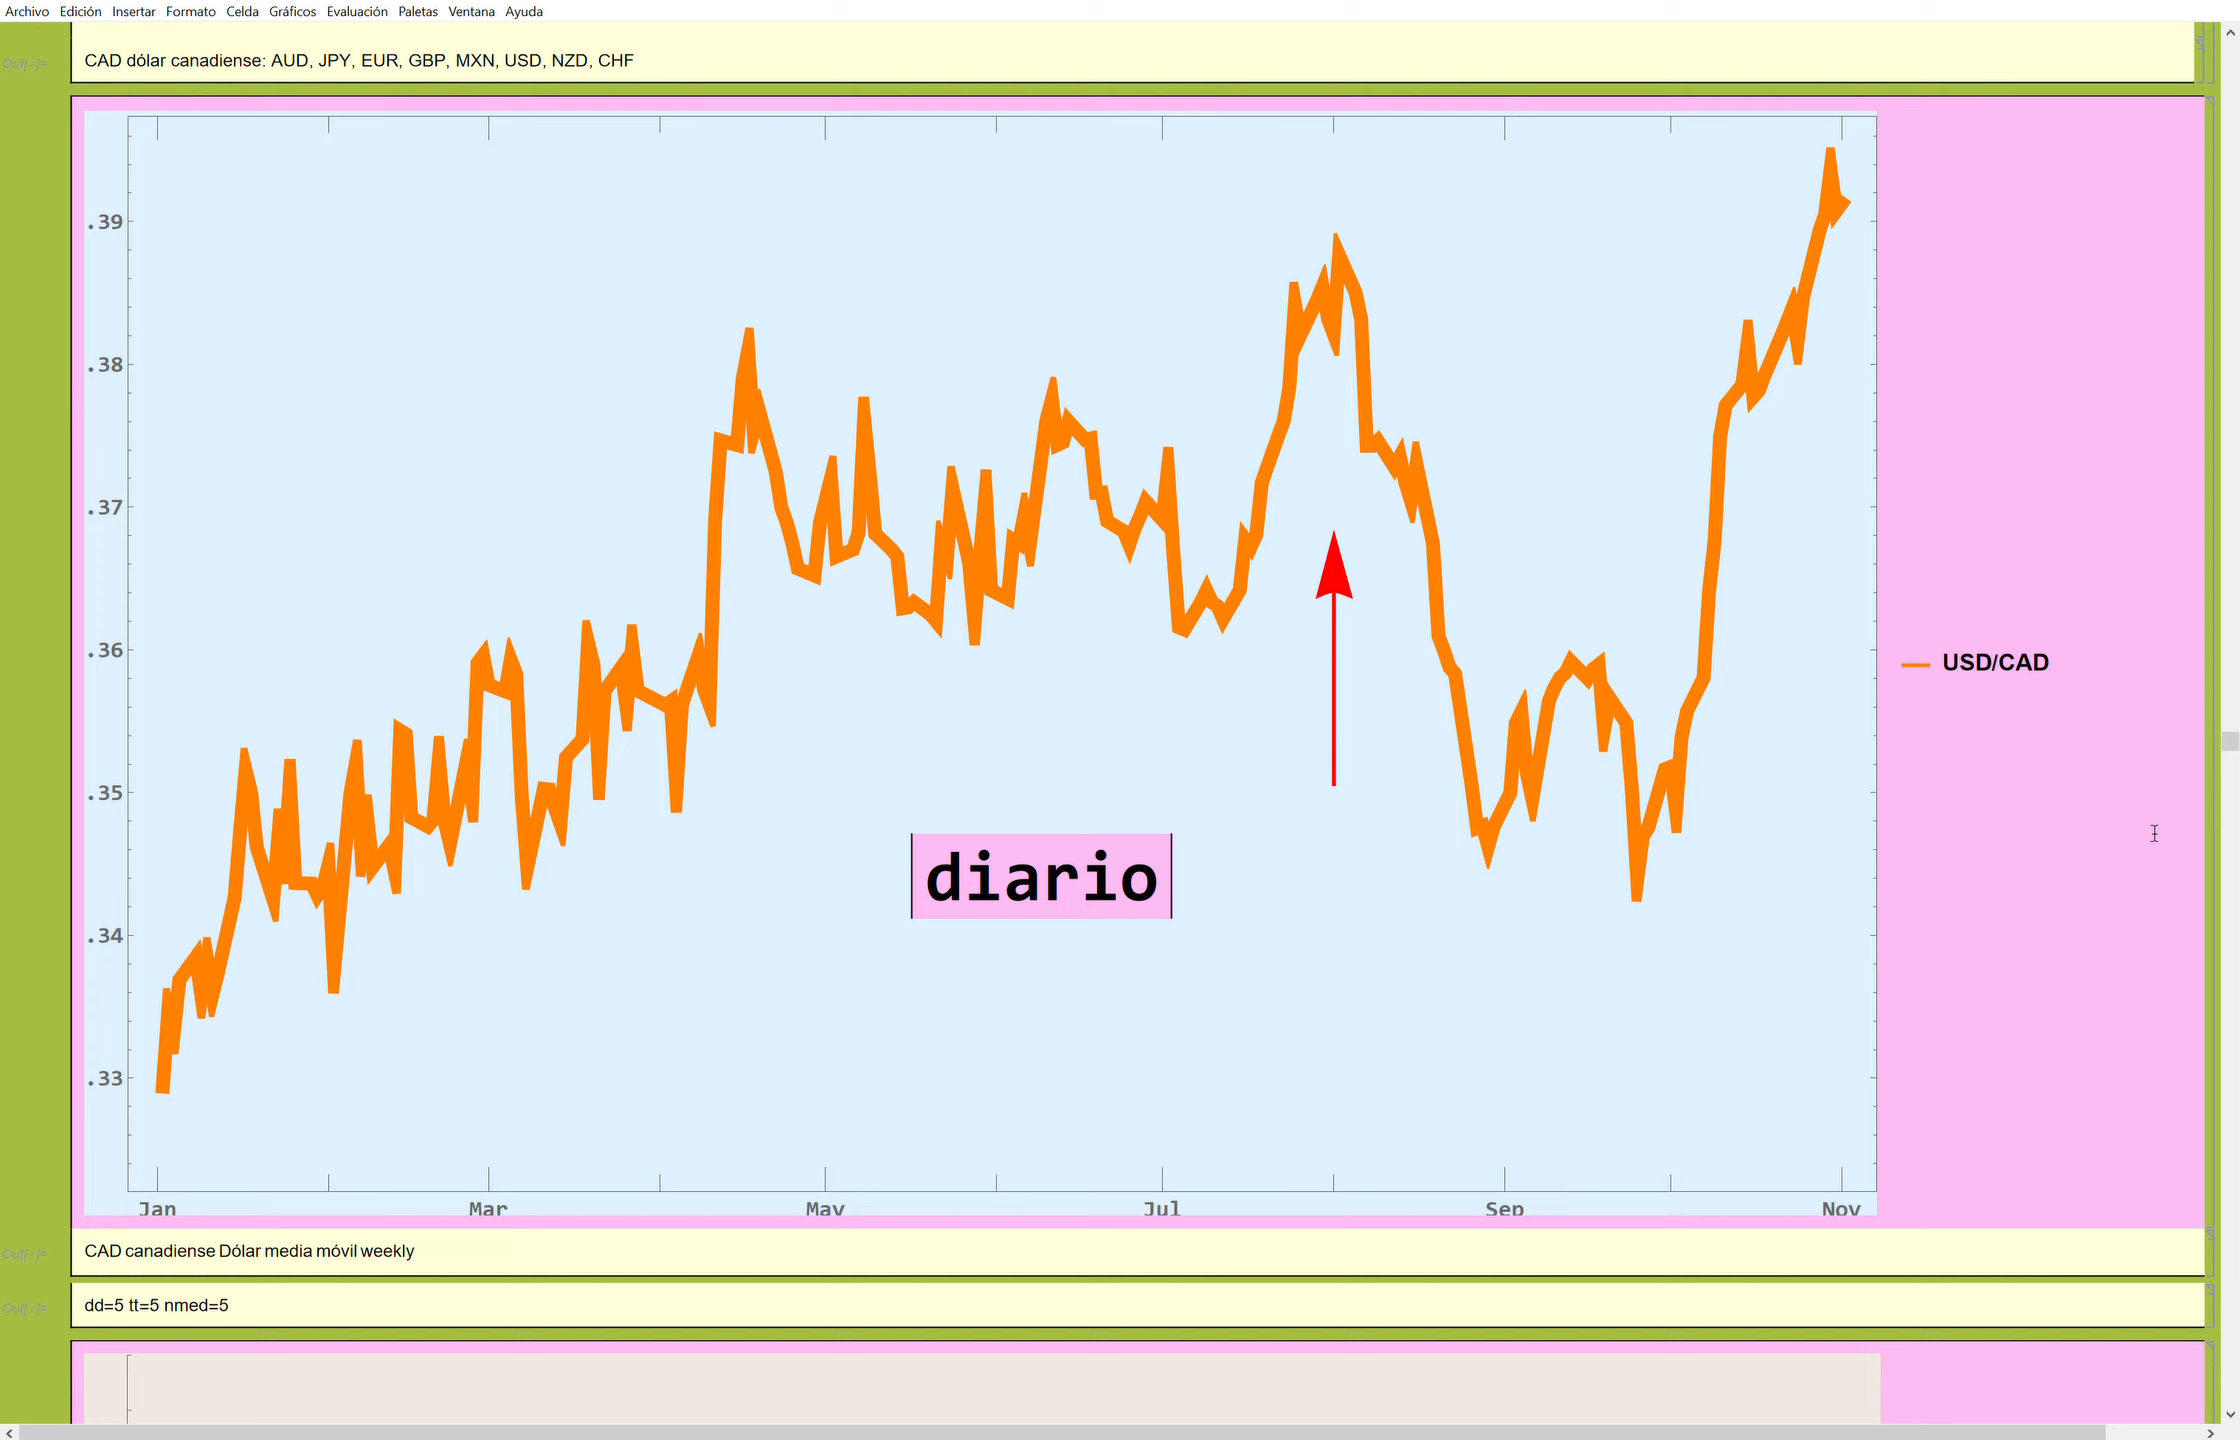 Archivo Edición Insertar Formato Celda Gráficos Evaluación Paletas Ventana Ayuda
Out[◦]=
CAD dólar canadiense: AUD, JPY, EUR, GBP, MXN, USD, NZD, CHF
.39
.38
.37
.36
.35
.34
.33
USD/CAD
diario
Jan Mar May Jul Sep Nov
Out[◦]=
CAD canadiense Dólar media móvil weekly
Out[◦]=
dd=5 tt=5 nmed=5